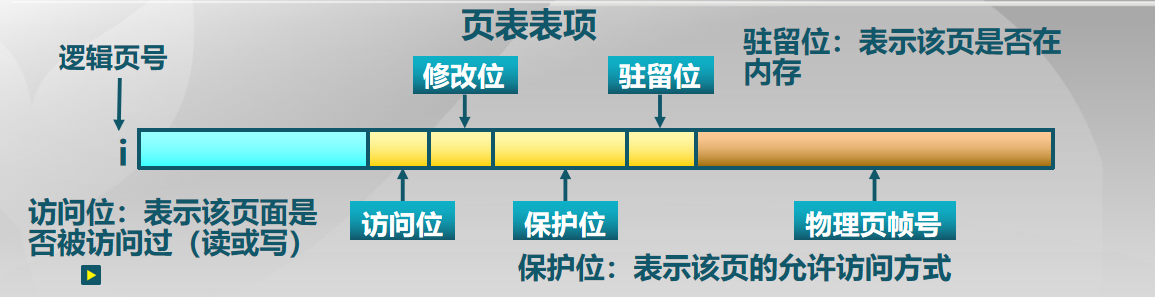 页表表项
逻辑页号
修改位
驻留位
驻留位：表示该页是否在
内存
i
访问位：表示该页面是
否被访问过（读或写）
访问位
保护位
物理页帧号
保护位：表示该页的允许访问方式